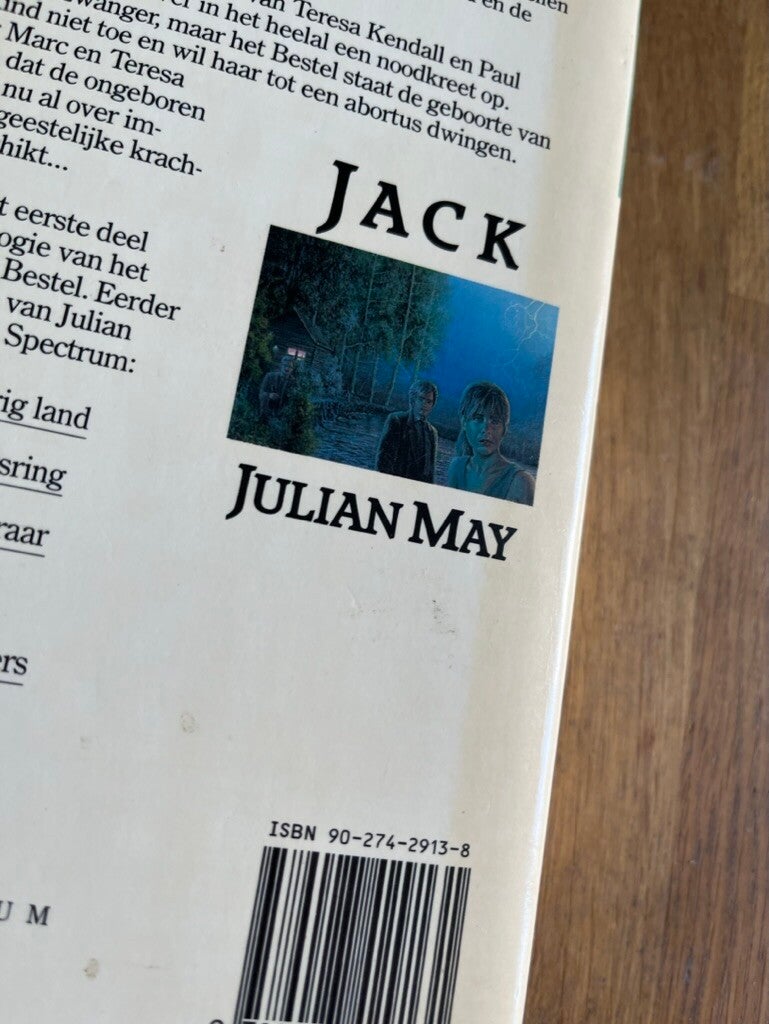 van Teresa Kendall en Paul
in het heelal een noodkreet op.
maar het Bestel staat de geboorte van
niet toe en wil haar tot een abortus dwingen.
Marc en Teresa
dat de ongeboren
nu al over im-
geestelijke krach-
hikt...
t eerste deel
ogie van het
Bestel. Eerder
van Julian
Spectrum:
rig land
sring
raar
ers
JACK
JULIAN MAY
ISBN 90-274-2913-8
U M